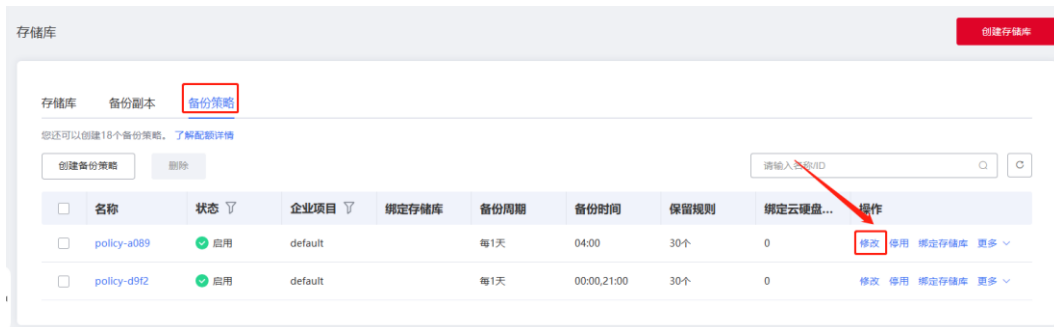 存储库
创建存储库
存储库 备份副本 备份策略
您还可以创建18个备份策略。 了解配额详情
创建备份策略 删除 请输入名称/ID
名称 状态 企业项目 绑定存储库 备份周期 备份时间 保留规则 绑定云硬盘... 操作
policy-a089 启用 default 每1天 04:00 30个 0 修改 停用 绑定存储库 更多
policy-d9f2 启用 default 每1天 00:00,21:00 30个 0 修改 停用 绑定存储库 更多